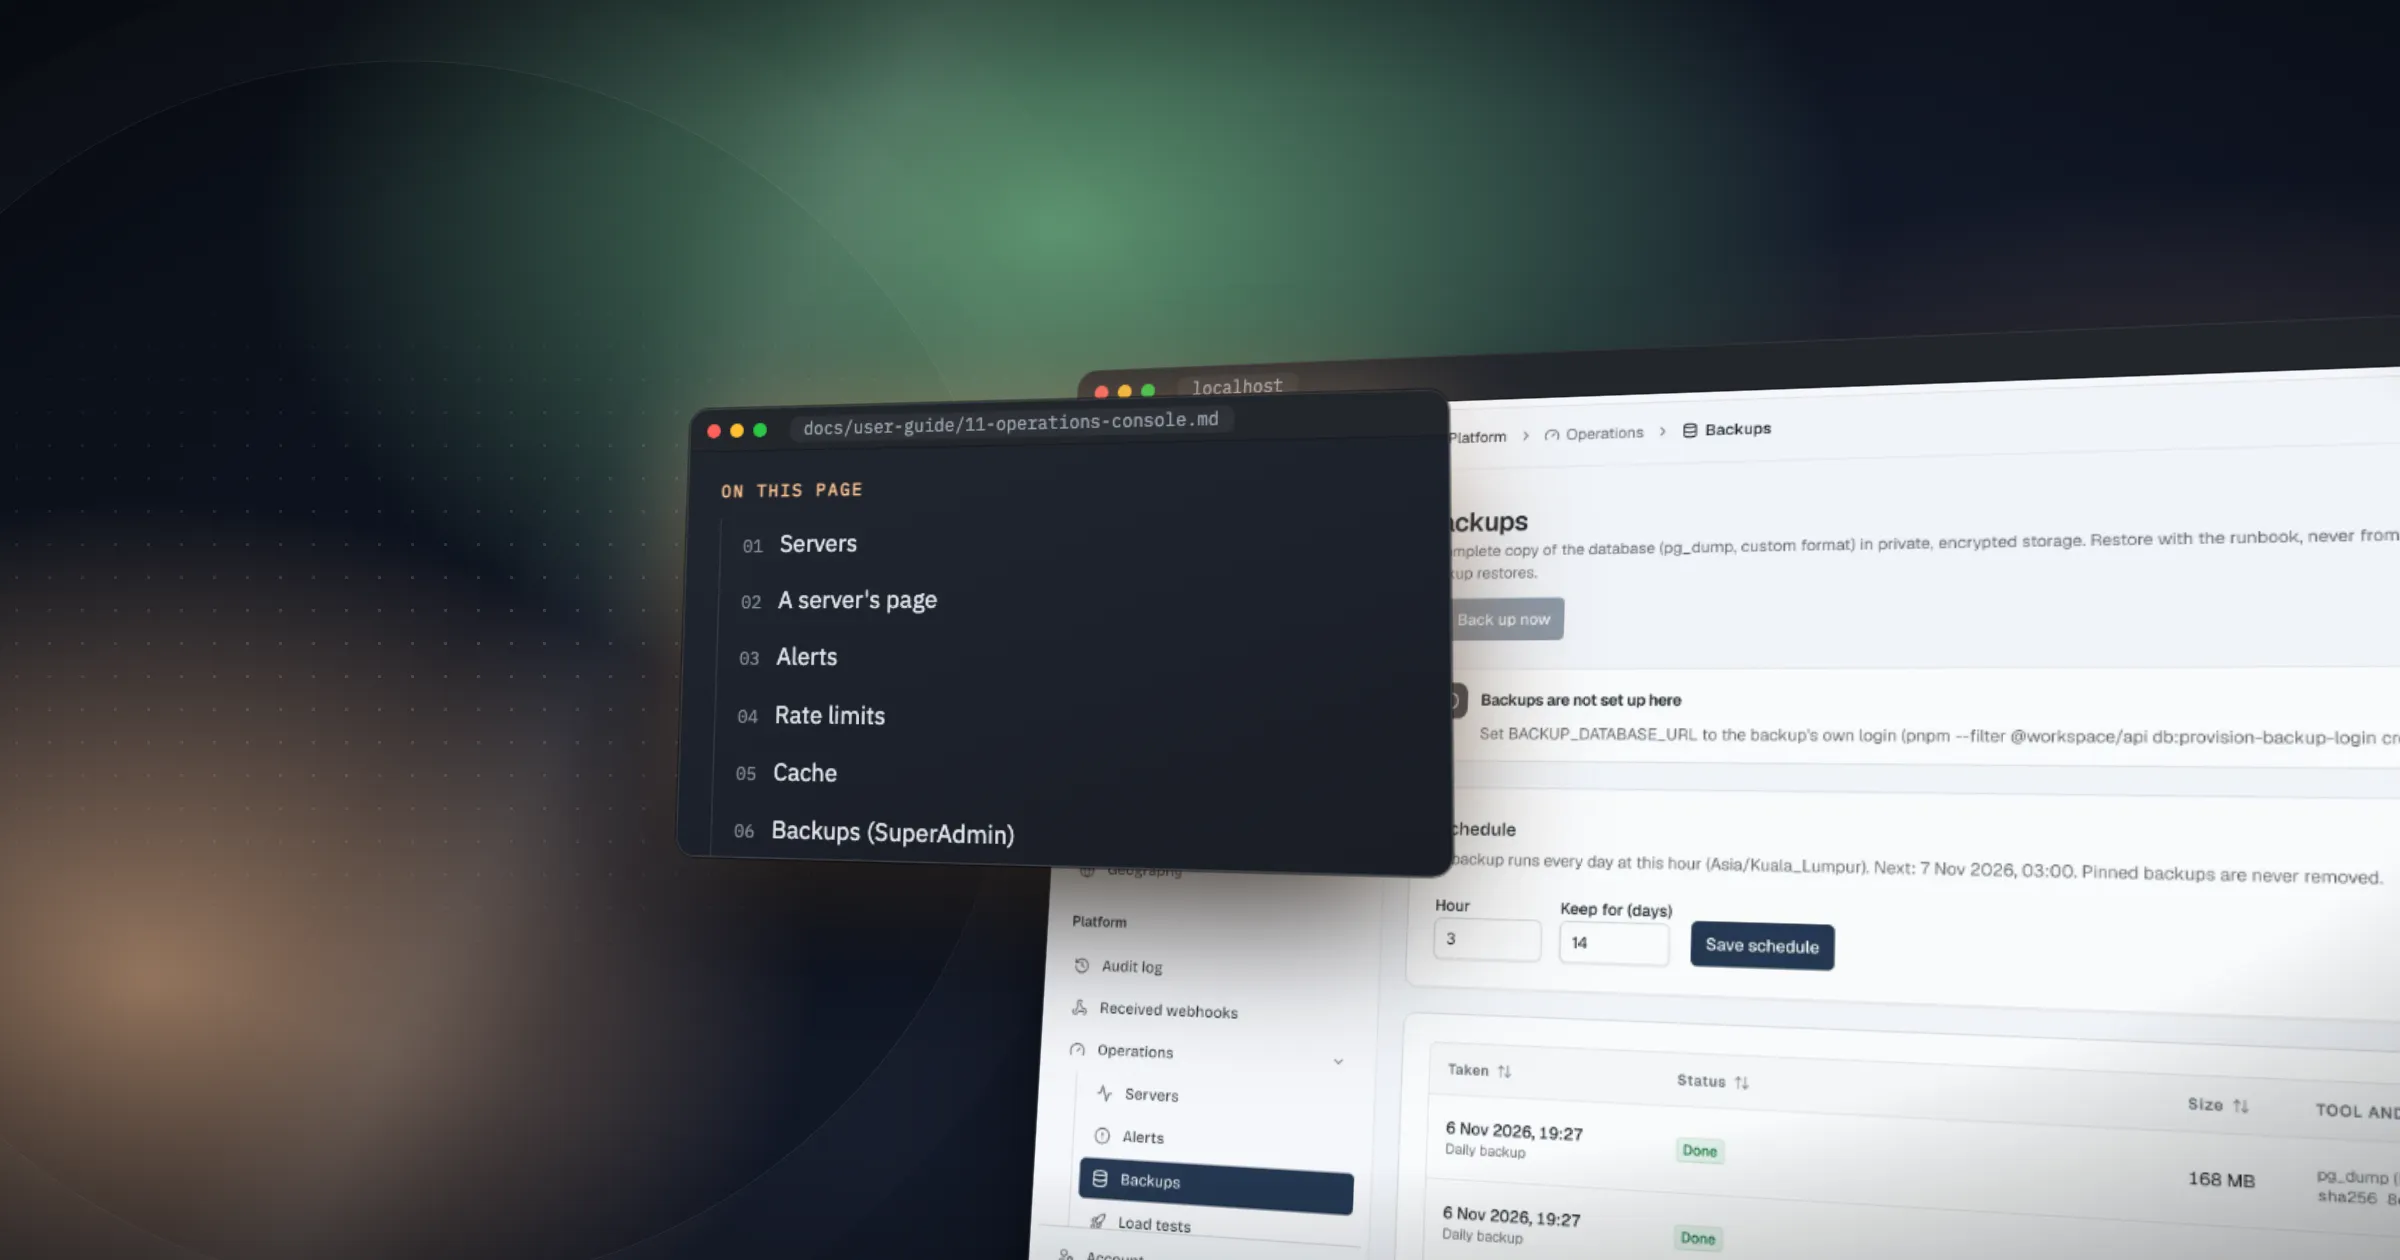 localhost
docs/user-guide/11-operations-console.md
ON THIS PAGE
01 Servers
02 A server's page
03 Alerts
04 Rate limits
05 Cache
06 Backups (SuperAdmin)
Platform > Operations > Backups
ckups
mplete copy of the database (pg_dump, custom format) in private, encrypted storage. Restore with the runbook, never from
up restores.
Back up now
Backups are not set up here
Set BACKUP_DATABASE_URL to the backup's own login (pnpm --filter @workspace/api db:provision-backup-login cr
chedule
backup runs every day at this hour (Asia/Kuala_Lumpur). Next: 7 Nov 2026, 03:00. Pinned backups are never removed.
Hour
Keep for (days)
3
14
Save schedule
Taken
Status
Size
TOOL AND
6 Nov 2026, 19:27
Daily backup
Done
168 MB
pg_dump (
sha256
6 Nov 2026, 19:27
Daily backup
Done
Geography
Platform
Audit log
Received webhooks
Operations
Servers
Alerts
Backups
Load tests
Account